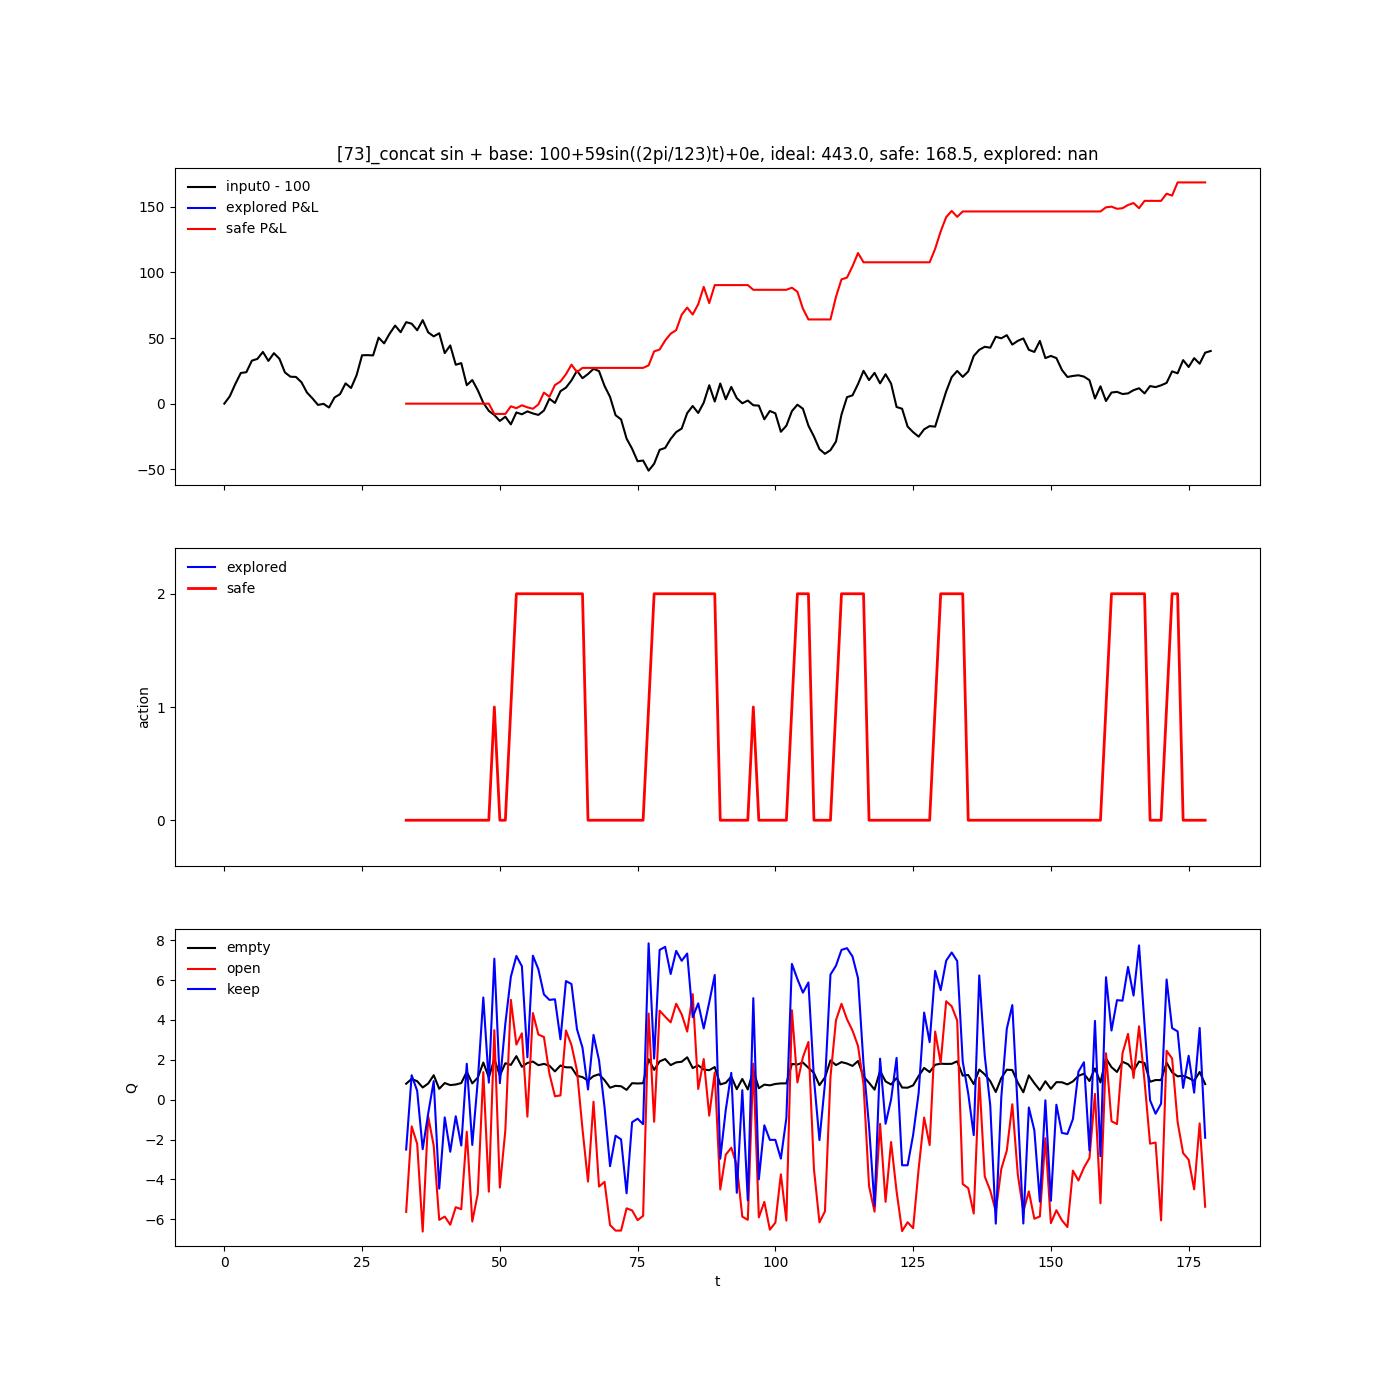 [73]_concat sin + base: 100+59sin((2pi/123)t)+0e, ideal: 443.0, safe: 168.5, explored: nan
input0 - 100
explored P&L
safe P&L
150
100
50
0
−50
explored
safe
2
1
0
action
empty
open
keep
8
6
4
2
0
−2
−4
−6
Q
0 25 50 75 100 125 150 175
t